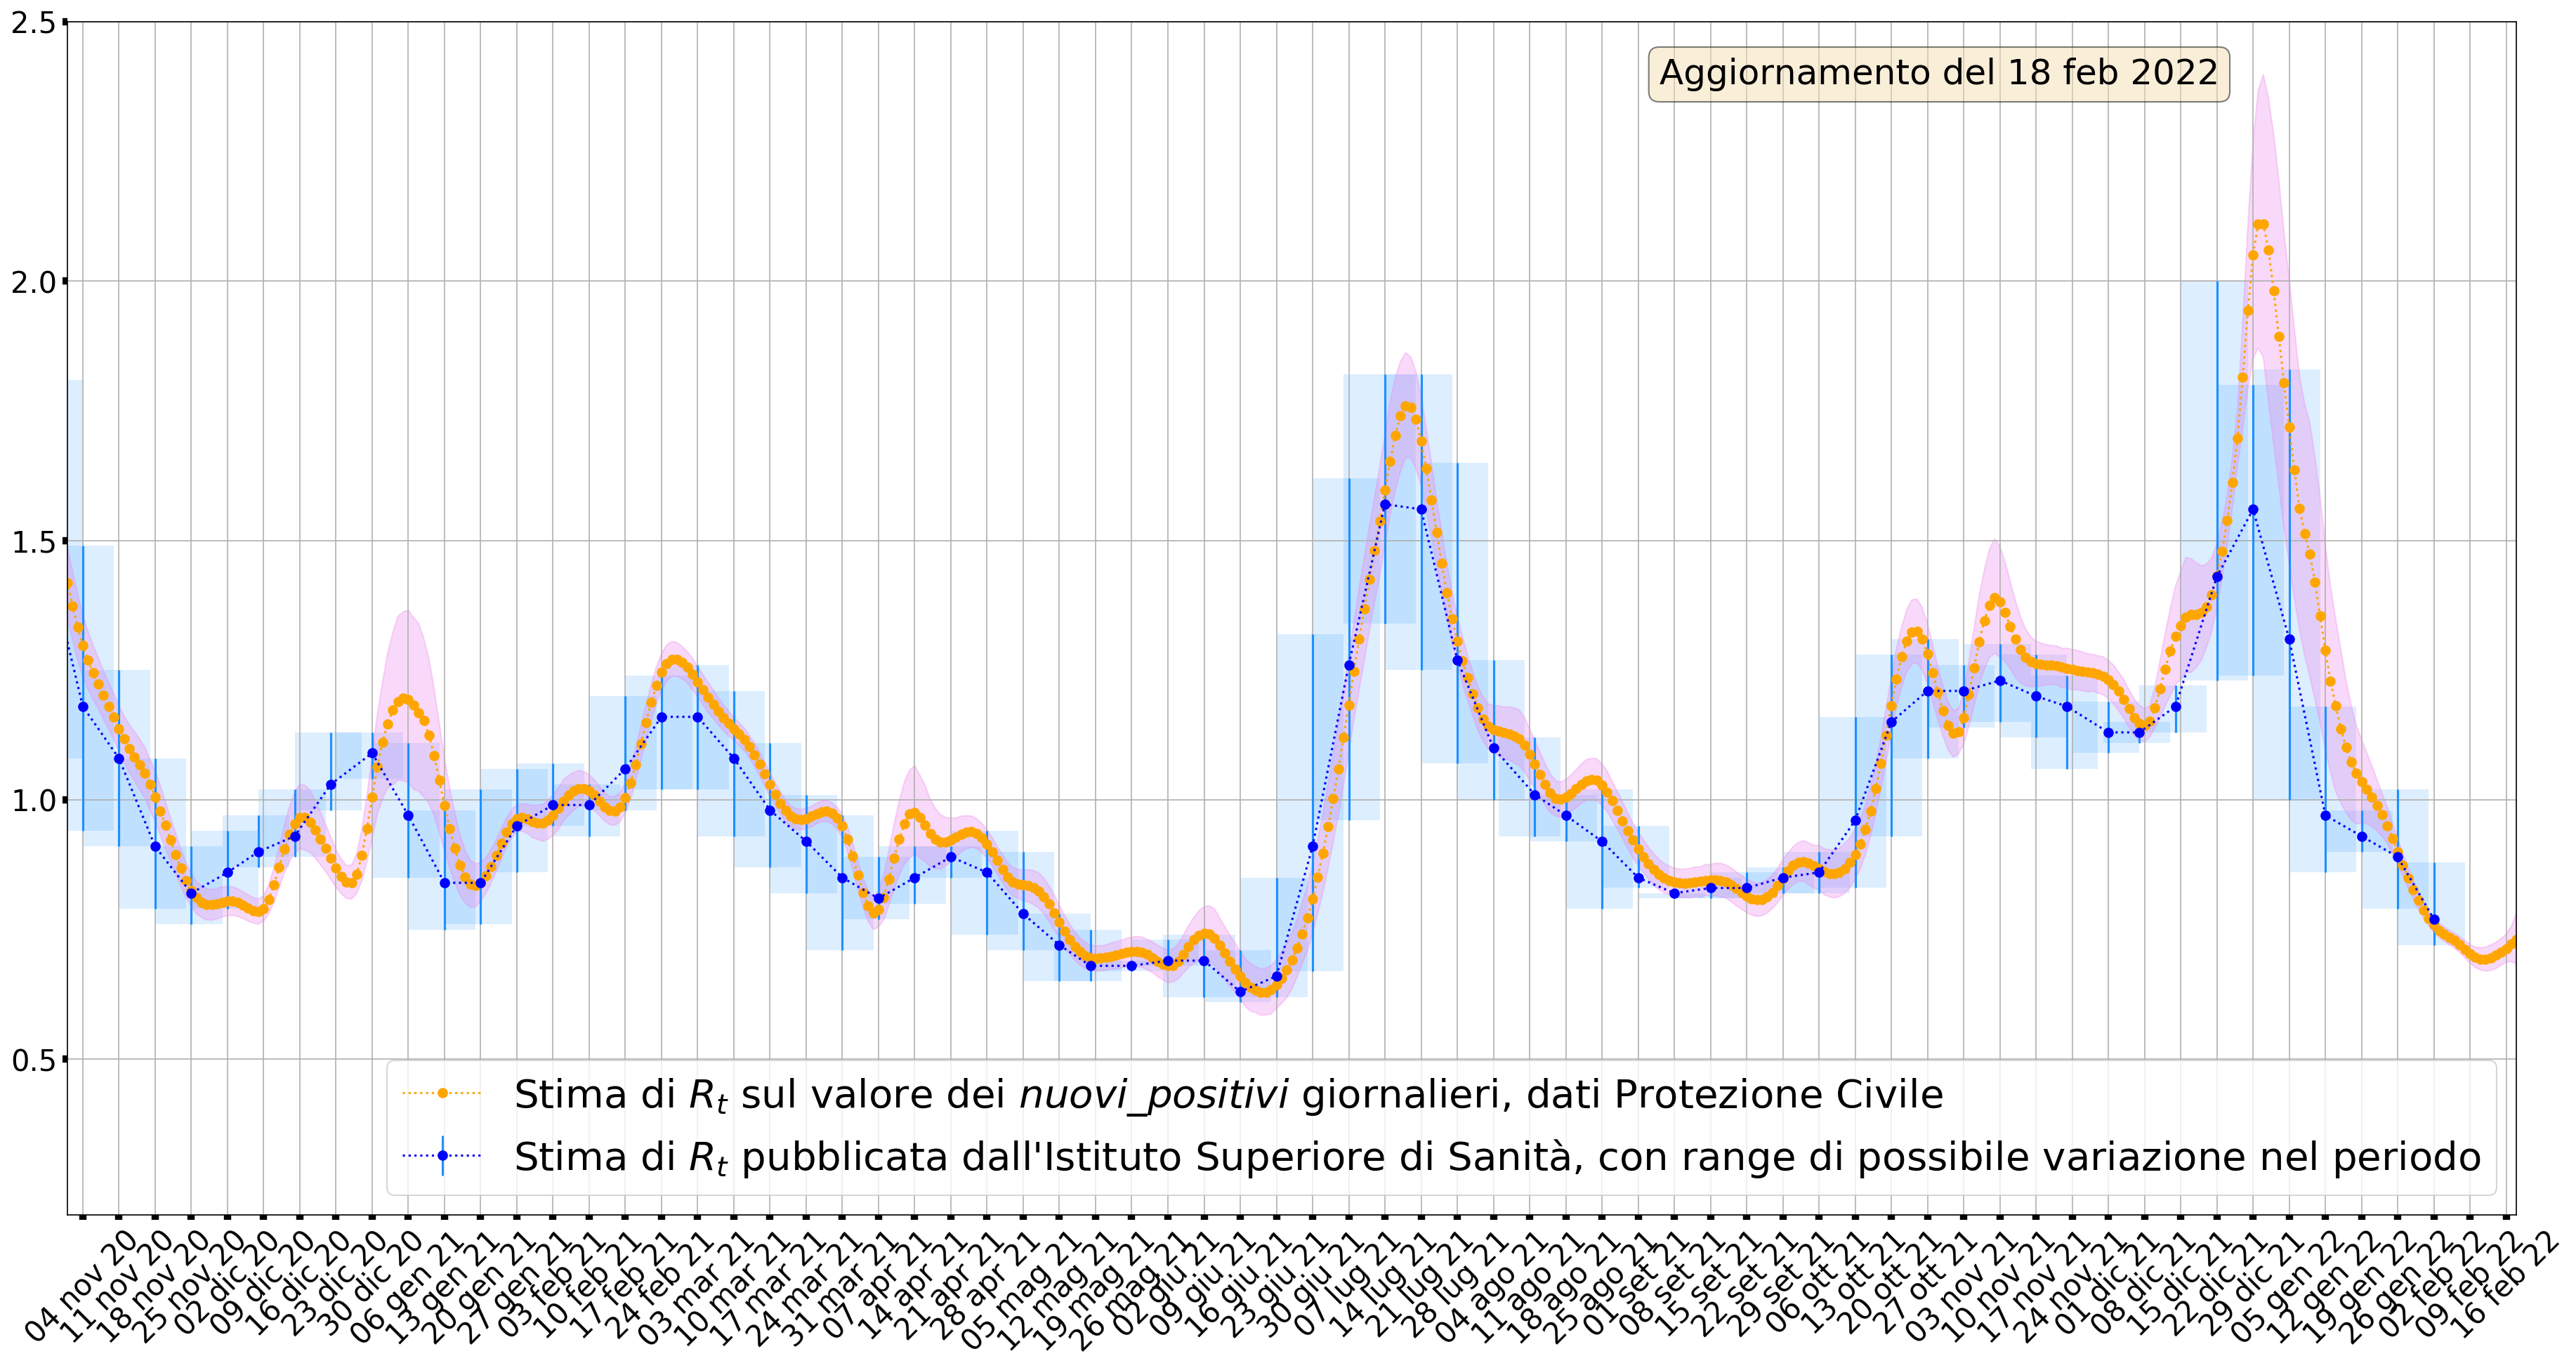 2.5
Aggiornamento del 18 feb 2022
2.0
1.5
1.0
0.5
Stima di Rt sul valore dei nuovi_positivi giornalieri, dati Protezione Civile
Stima di Rt pubblicata dall'Istituto Superiore di Sanità, con range di possibile variazione nel periodo
04 nov 20
11 nov 20
18 nov 20
25 nov 20
02 dic 20
09 dic 20
16 dic 20
23 dic 20
30 dic 20
06 gen 21
13 gen 21
20 gen 21
27 gen 21
03 feb 21
10 feb 21
17 feb 21
24 feb 21
03 mar 21
10 mar 21
17 mar 21
24 mar 21
31 mar 21
07 apr 21
14 apr 21
21 apr 21
28 apr 21
05 mag 21
12 mag 21
19 mag 21
26 mag 21
02 giu 21
09 giu 21
16 giu 21
23 giu 21
30 giu 21
07 lug 21
14 lug 21
21 lug 21
28 lug 21
04 ago 21
11 ago 21
18 ago 21
25 ago 21
01 set 21
08 set 21
15 set 21
22 set 21
29 set 21
06 ott 21
13 ott 21
20 ott 21
27 ott 21
03 nov 21
10 nov 21
17 nov 21
24 nov 21
01 dic 21
08 dic 21
15 dic 21
22 dic 21
29 dic 21
05 gen 22
12 gen 22
19 gen 22
26 gen 22
02 feb 22
09 feb 22
16 feb 22